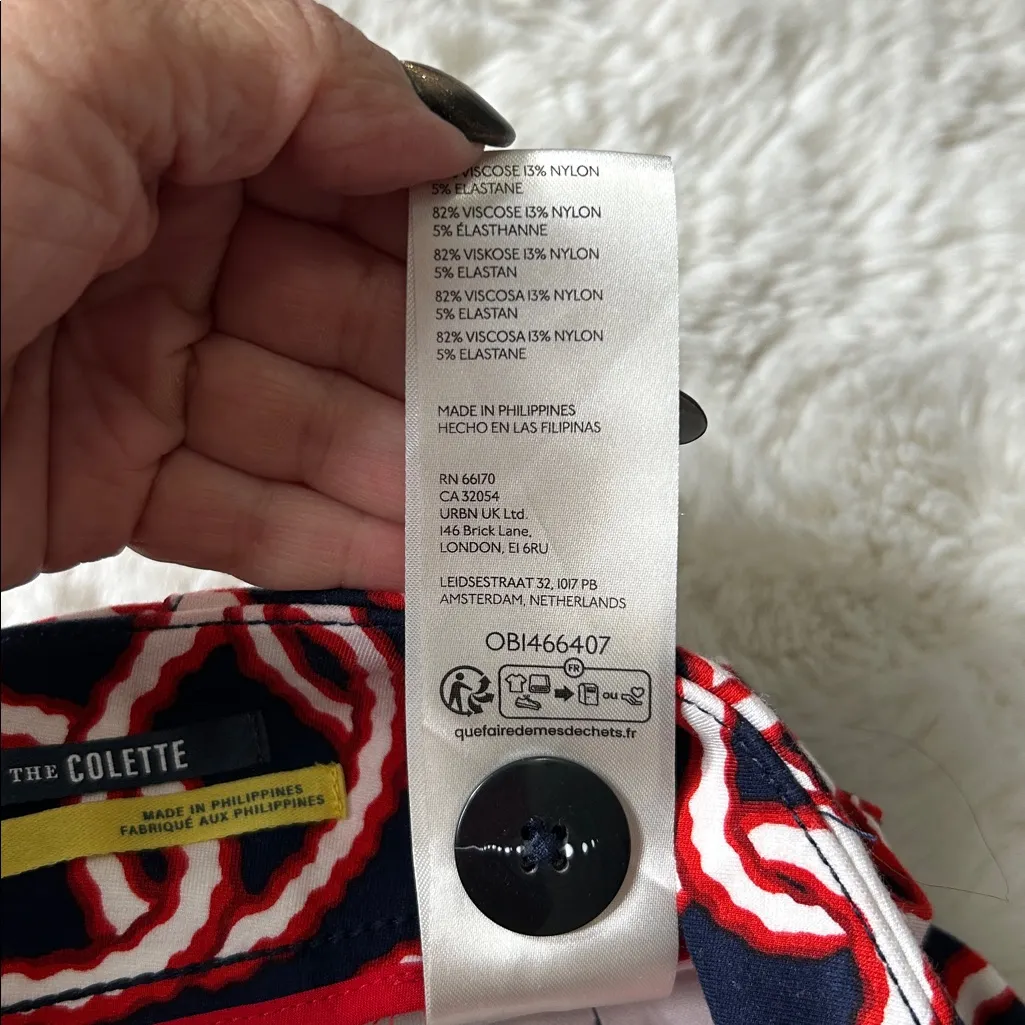 VISCOSE 13% NYLON
5% ELASTANE
82% VISCOSE 13% NYLON
5% ÉLASTHANNE
82% VISKOSE 13% NYLON
5% ELASTAN
82% VISCOSA 13% NYLON
5% ELASTAN
82% VISCOSA 13% NYLON
5% ELASTANE
MADE IN PHILIPPINES
HECHO EN LAS FILIPINAS
RN 66170
CA 32054
URBN UK Ltd.
146 Brick Lane,
LONDON, E1 6RU
LEIDSESTRAAT 32, 1017 PB
AMSTERDAM, NETHERLANDS
OB1466407
FR
ou
quefairedemesdechets.fr
THE COLETTE
MADE IN PHILIPPINES
FABRIQUÉ AUX PHILIPPINES